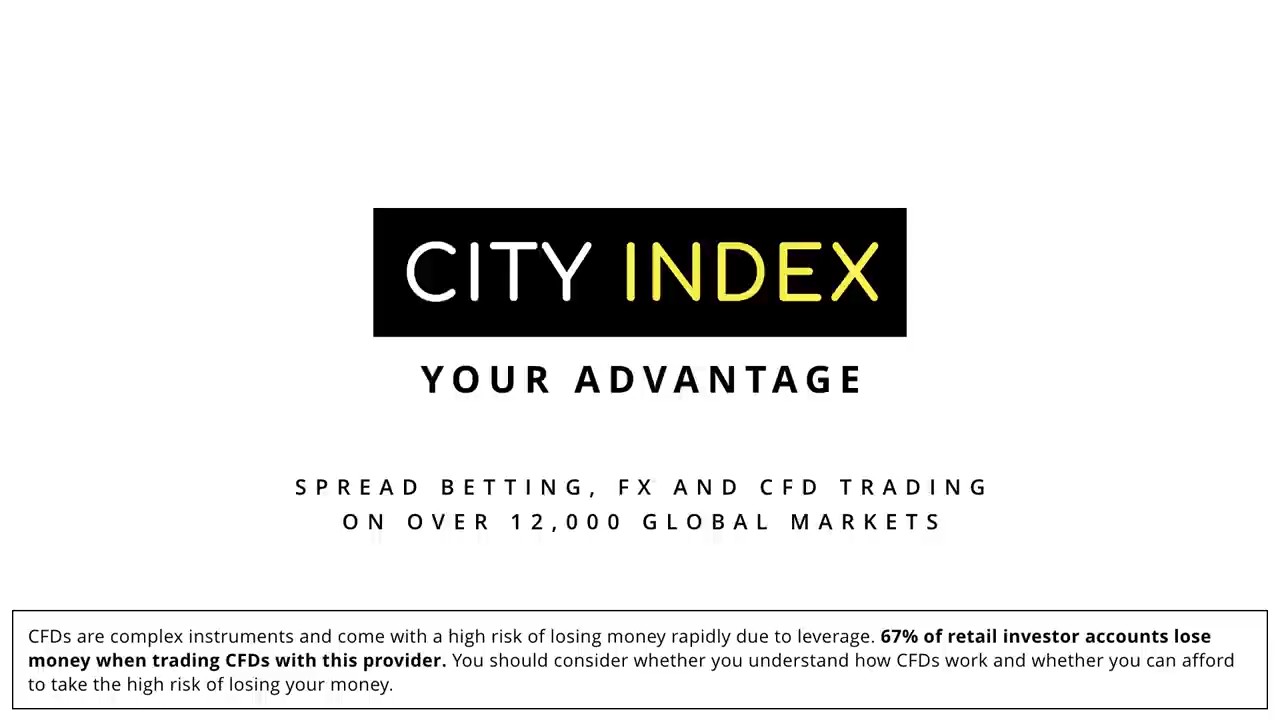 CITY INDEX
YOUR ADVANTAGE
SPREAD BETTING, FX AND CFD TRADING
ON OVER 12,000 GLOBAL MARKETS
CFDs are complex instruments and come with a high risk of losing money rapidly due to leverage. 67% of retail investor accounts lose
money when trading CFDs with this provider. You should consider whether you understand how CFDs work and whether you can afford
to take the high risk of losing your money.